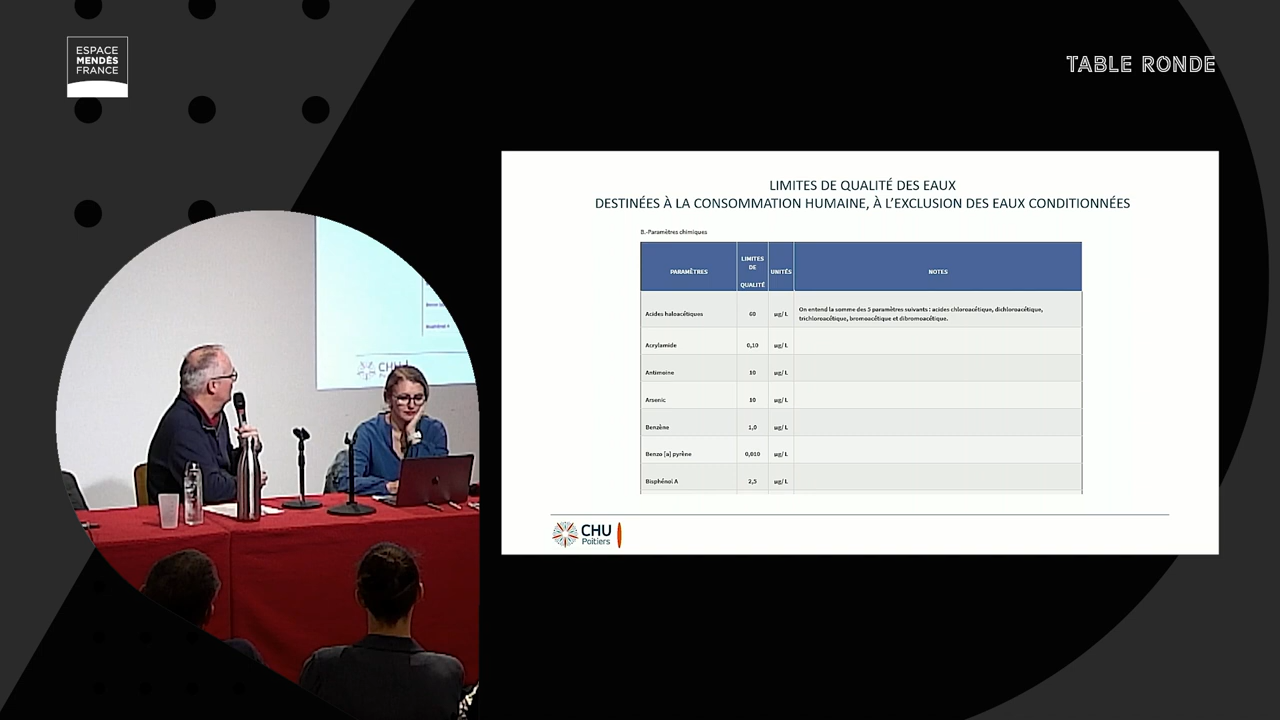 ESPACE
MENDÈS
FRANCE
TABLE RONDE
LIMITES DE QUALITÉ DES EAUX
DESTINÉES À LA CONSOMMATION HUMAINE, À L'EXCLUSION DES EAUX CONDITIONNÉES
B.-Paramètres chimiques
PARAMÈTRES
LIMITES
DE
QUALITÉ
UNITÉS
NOTES
Acides haloacétiques 60 µg/ L On entend la somme des 5 paramètres suivants : acides chloroacétique, dichloroacétique,
trichloroacétique, bromoacétique et dibromoacétique.
Acrylamide 0,10 µg/ L
Antimoine 10 µg/ L
Arsenic 10 µg/ L
Benzène 1,0 µg/ L
Benzo [a] pyrène 0,010 µg/ L
Bisphénol A 2,5 µg/ L
CHU
Poitiers
CHU